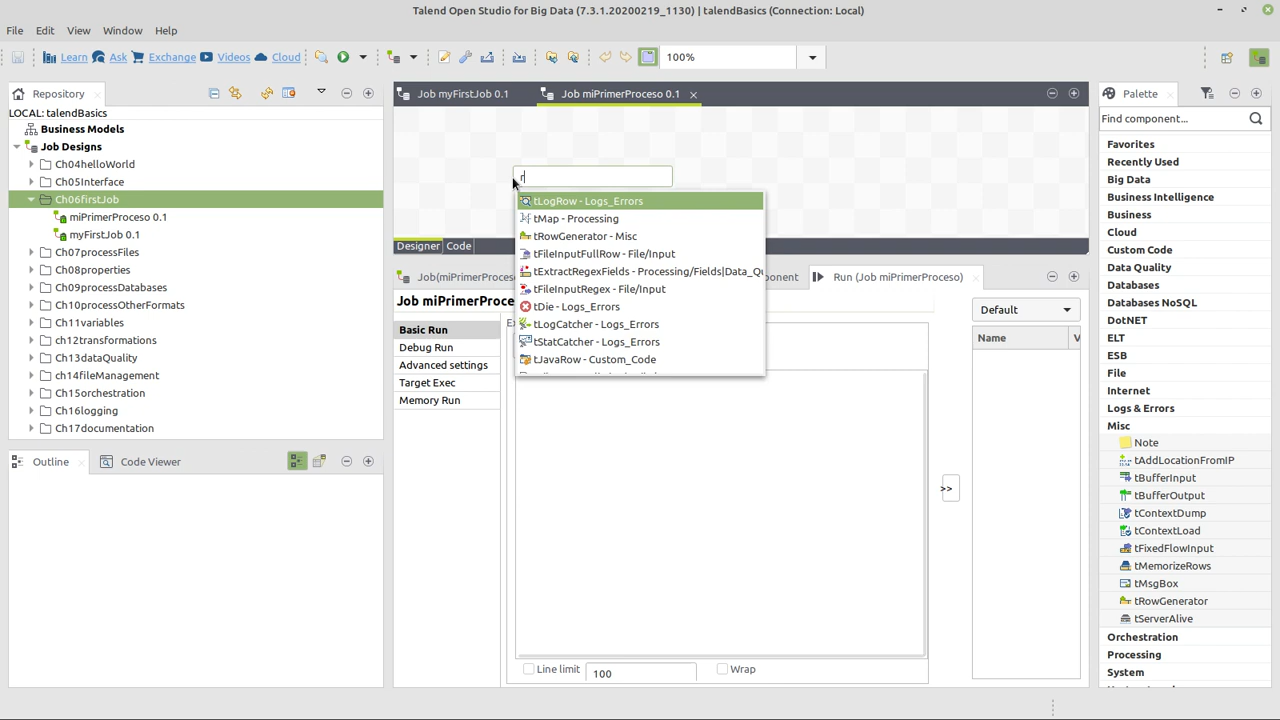 Talend Open Studio for Big Data (7.3.1.20200219_1130) | talendBasics (Connection: Local)
File Edit View Window Help
Learn Ask Exchange Videos Cloud 100%
Repository
LOCAL: talendBasics
Business Models
Job Designs
Ch04helloWorld
Ch05Interface
Ch06firstJob
miPrimerProceso 0.1
myFirstJob 0.1
Ch07processFiles
Ch08properties
Ch09processDatabases
Ch10processOtherFormats
Ch11variables
ch12transformations
Ch13dataQuality
ch14fileManagement
Ch15orchestration
Ch16logging
Ch17documentation
Outline Code Viewer
Job myFirstJob 0.1 Job miPrimerProceso 0.1
r
tLogRow - Logs_Errors
tMap - Processing
tRowGenerator - Misc
tFileInputFullRow - File/Input
tExtractRegexFields - Processing/Fields|Data_Qu
tFileInputRegex - File/Input
tDie - Logs_Errors
tLogCatcher - Logs_Errors
tStatCatcher - Logs_Errors
tJavaRow - Custom_Code
Designer Code
Job(miPrimerProces onent Run (Job miPrimerProceso)
Job miPrimerProce
Basic Run
Debug Run
Advanced settings
Target Exec
Memory Run
Ex
Line limit 100 Wrap
>>
Default
Name V
Palette
Find component...
Favorites
Recently Used
Big Data
Business Intelligence
Business
Cloud
Custom Code
Data Quality
Databases
Databases NoSQL
DotNET
ELT
ESB
File
Internet
Logs & Errors
Misc
Note
tAddLocationFromIP
tBufferInput
tBufferOutput
tContextDump
tContextLoad
tFixedFlowInput
tMemorizeRows
tMsgBox
tRowGenerator
tServerAlive
Orchestration
Processing
System